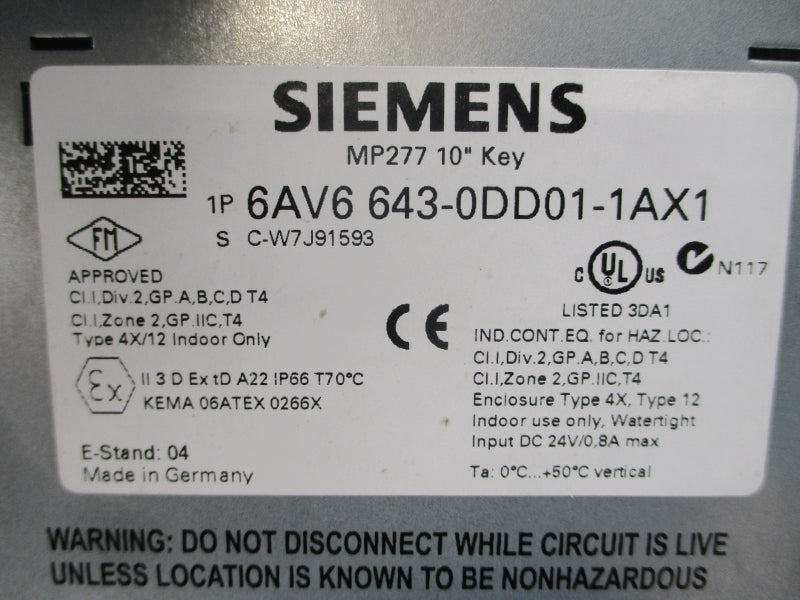 SIEMENS
MP277 10" Key
1P 6AV6 643-0DD01-1AX1
S C-W7J91593
FM
APPROVED
Cl.I,Div.2,GP.A,B,C,D T4
Cl.I,Zone 2,GP.IIC,T4
Type 4X/12 Indoor Only
Ex II 3 D Ex tD A22 IP66 T70°C
KEMA 06ATEX 0266X
E-Stand: 04
Made in Germany
CE
C UL US N117
LISTED 3DA1
IND.CONT.EQ. for HAZ.LOC.:
Cl.I,Div.2,GP.A,B,C,D T4
Cl.I,Zone 2,GP.IIC,T4
Enclosure Type 4X, Type 12
Indoor use only, Watertight
Input DC 24V/0,8A max
Ta: 0°C...+50°C vertical
WARNING: DO NOT DISCONNECT WHILE CIRCUIT IS LIVE
UNLESS LOCATION IS KNOWN TO BE NONHAZARDOUS